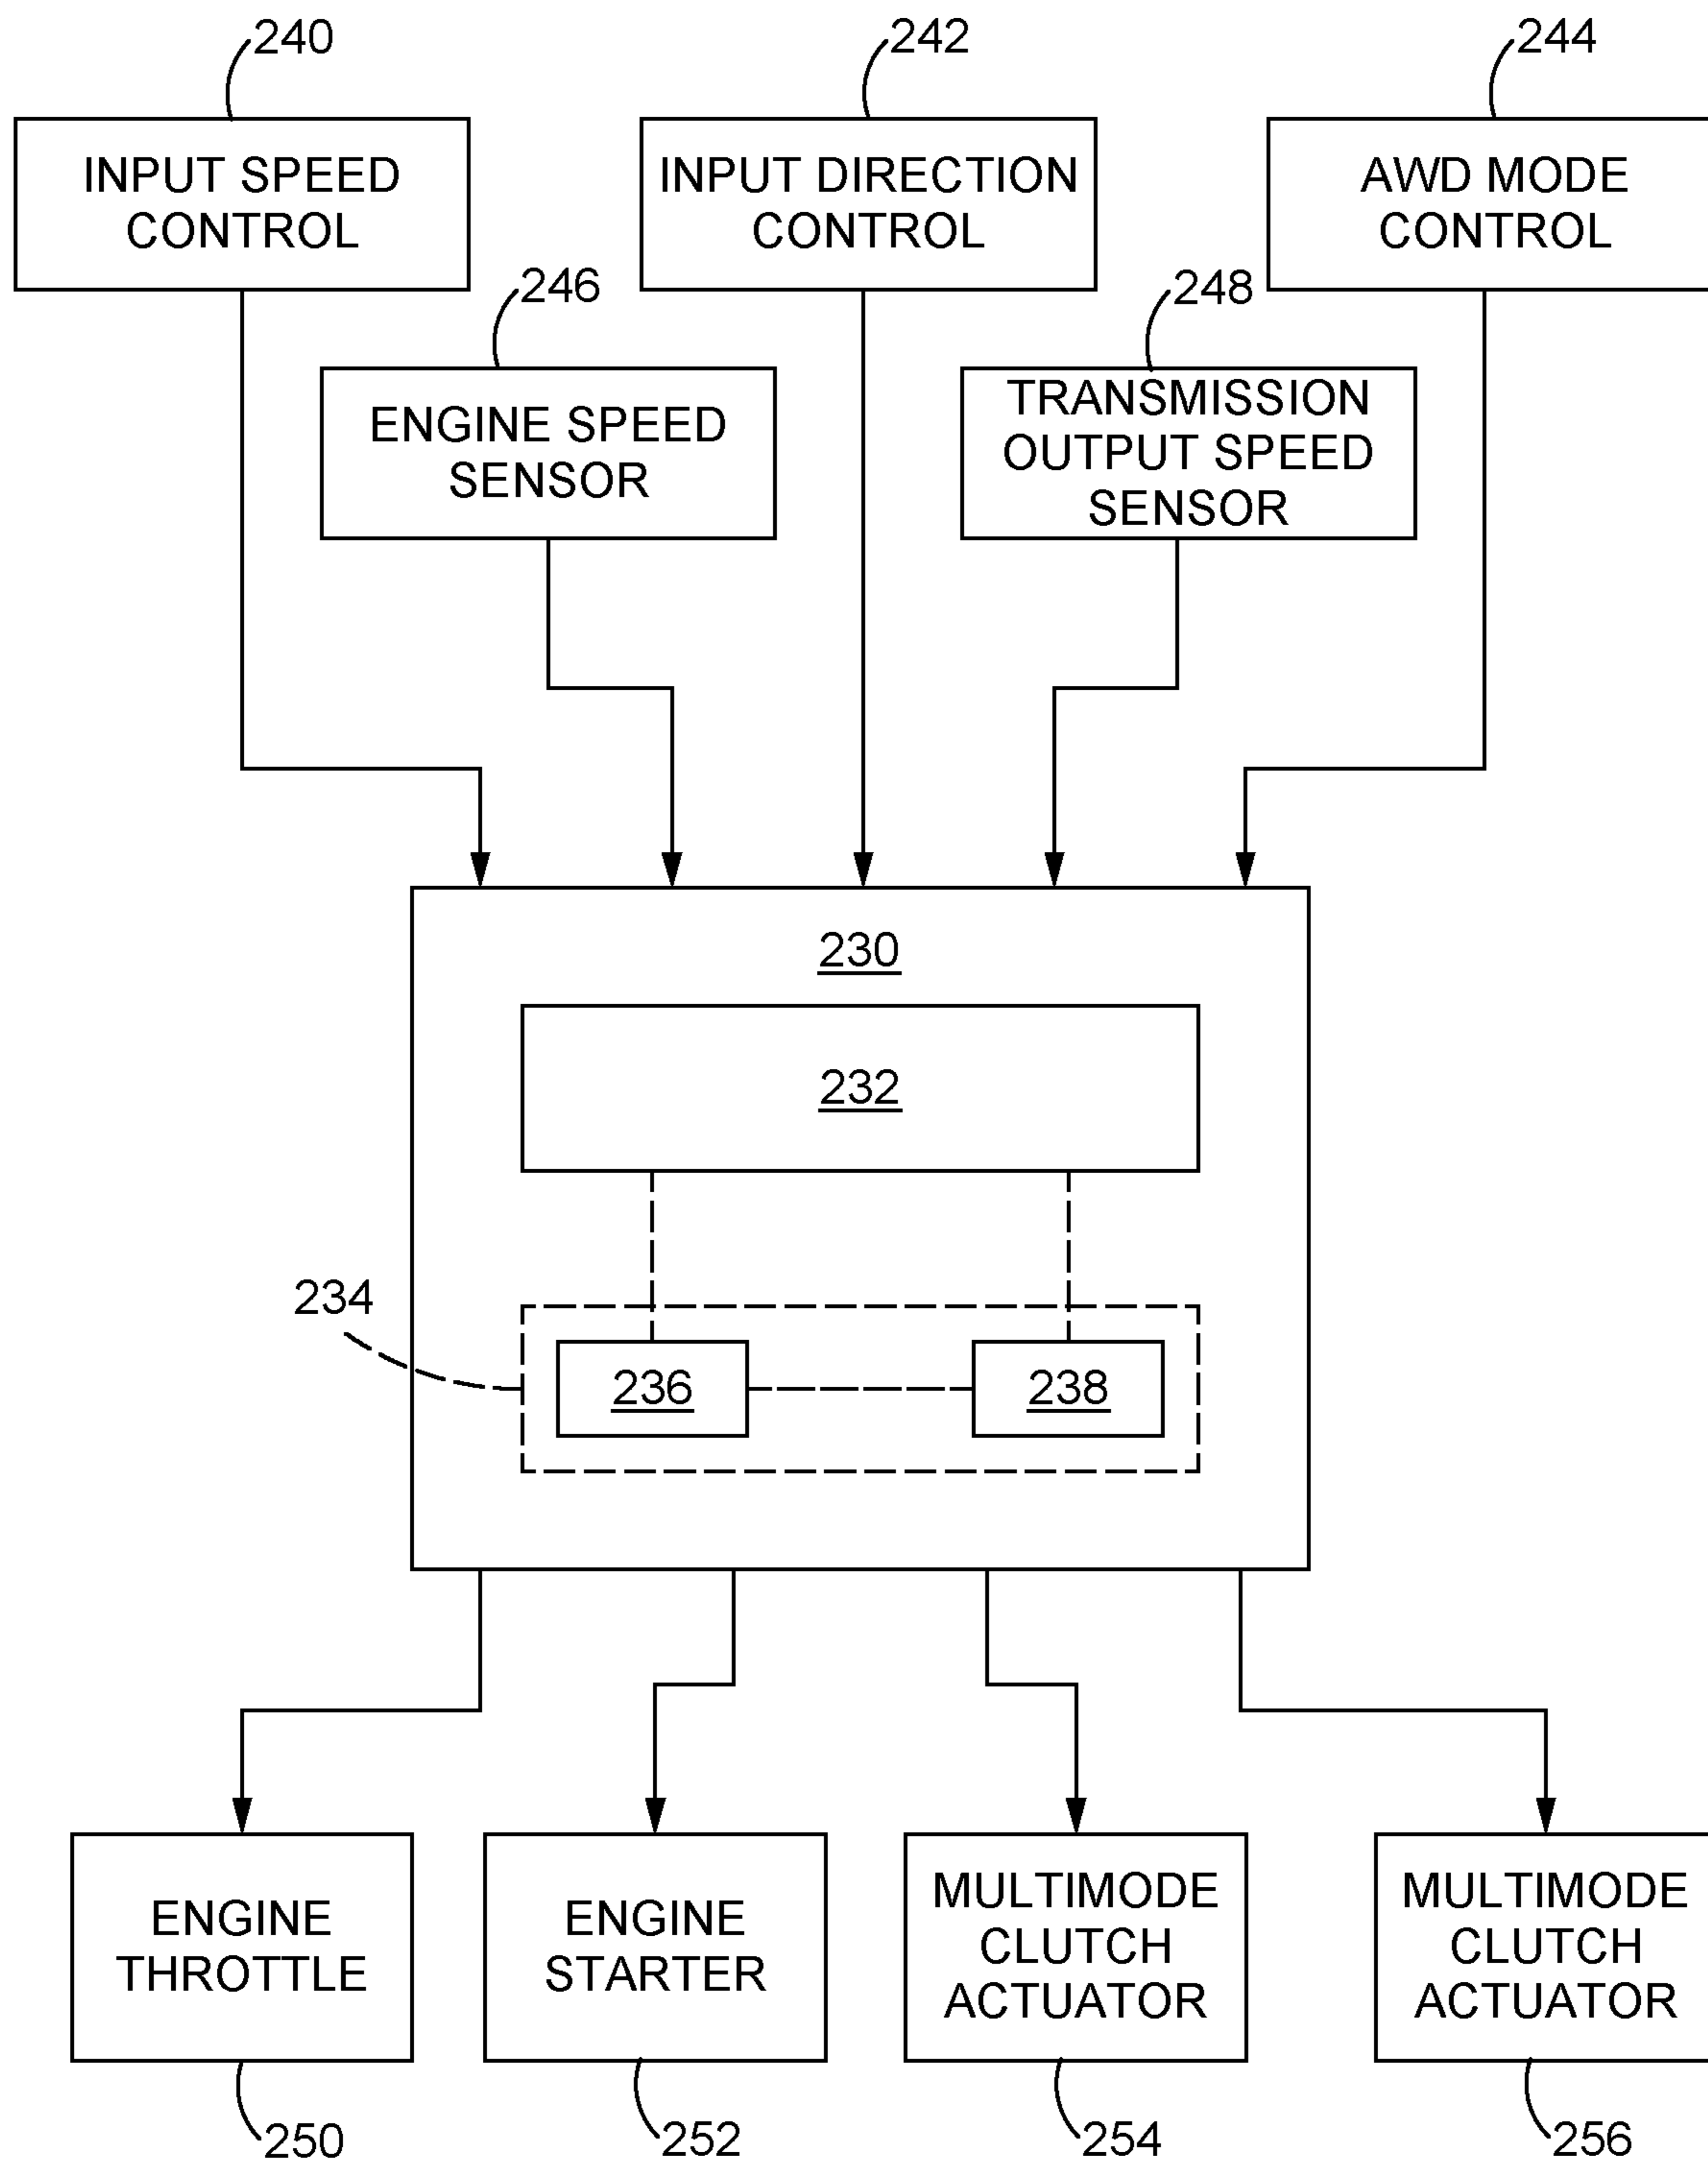 240
242
244
INPUT SPEED
CONTROL
INPUT DIRECTION
CONTROL
AWD MODE
CONTROL
246
248
ENGINE SPEED
SENSOR
TRANSMISSION
OUTPUT SPEED
SENSOR
230
232
234
236
238
ENGINE
THROTTLE
ENGINE
STARTER
MULTIMODE
CLUTCH
ACTUATOR
MULTIMODE
CLUTCH
ACTUATOR
250
252
254
256